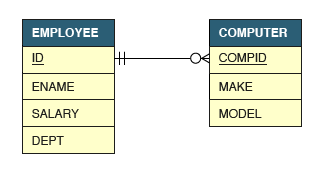 EMPLOYEE
ID
ENAME
SALARY
DEPT
COMPUTER
COMPID
MAKE
MODEL